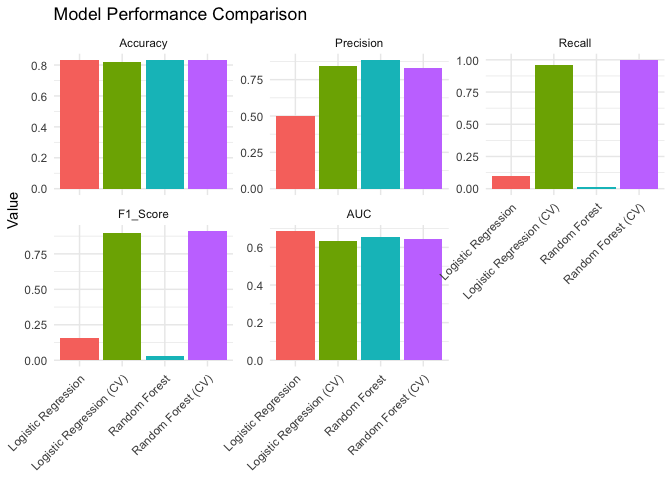 Model Performance Comparison
Accuracy
Precision
Recall
0.8
0.6
0.4
0.2
0.0
0.75
0.50
0.25
0.00
1.00
0.75
0.50
0.25
0.00
Value
Logistic Regression
Logistic Regression (CV)
Random Forest
Random Forest (CV)
F1_Score
AUC
0.75
0.50
0.25
0.00
0.6
0.4
0.2
0.0
Logistic Regression
Logistic Regression (CV)
Random Forest
Random Forest (CV)
Logistic Regression
Logistic Regression (CV)
Random Forest
Random Forest (CV)